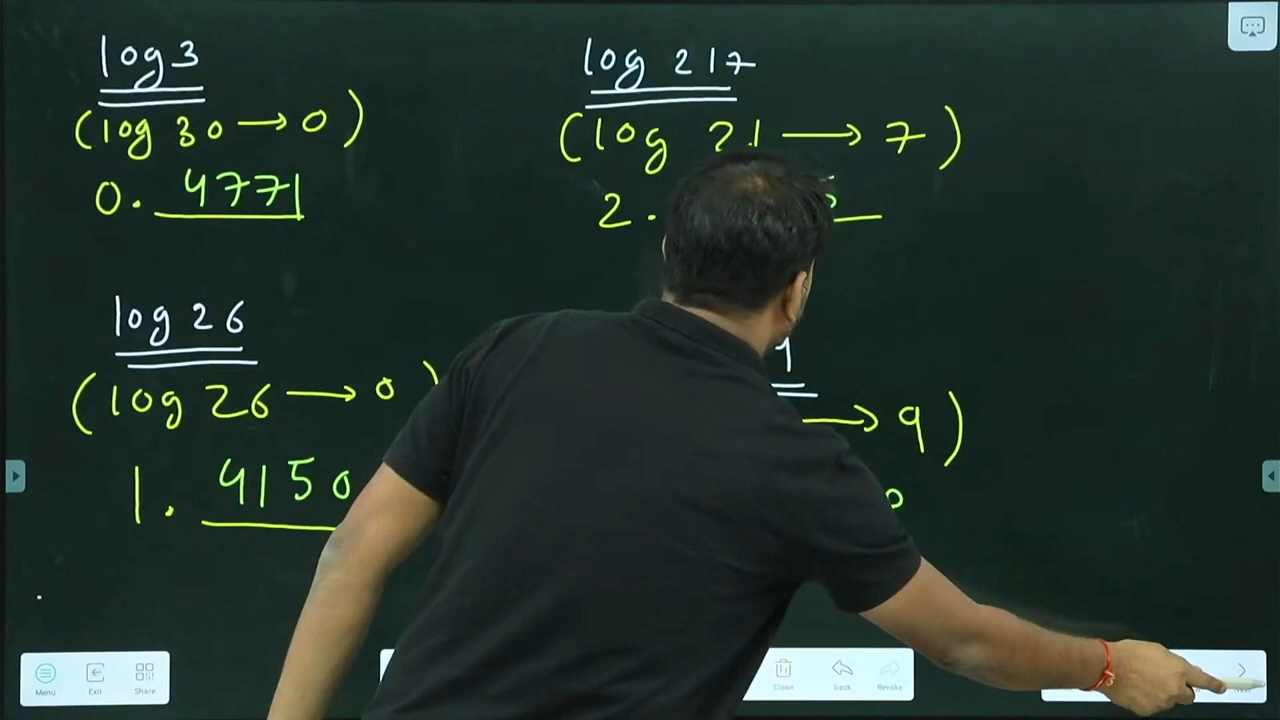 log 3
(log 30 → 0)
0. 4771
log 217
(log 21 → 7)
2.
log 26
(log 26 → 0)
1. 4150
→ 9)
Menu
Exit
Share
Clean
back
Revoke